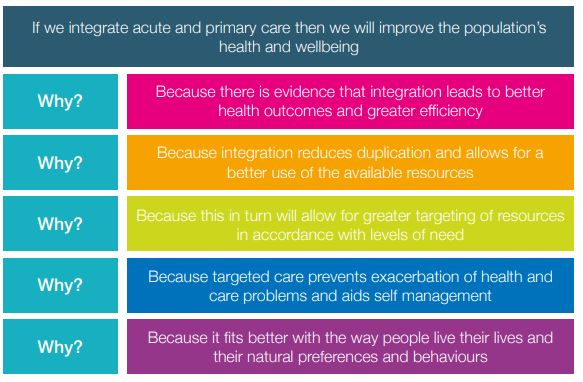 If we integrate acute and primary care then we will improve the population’s
health and wellbeing
Why?
Because there is evidence that integration leads to better
health outcomes and greater efficiency
Why?
Because integration reduces duplication and allows for a
better use of the available resources
Why?
Because this in turn will allow for greater targeting of resources
in accordance with levels of need
Why?
Because targeted care prevents exacerbation of health and
care problems and aids self management
Why?
Because it fits better with the way people live their lives and
their natural preferences and behaviours